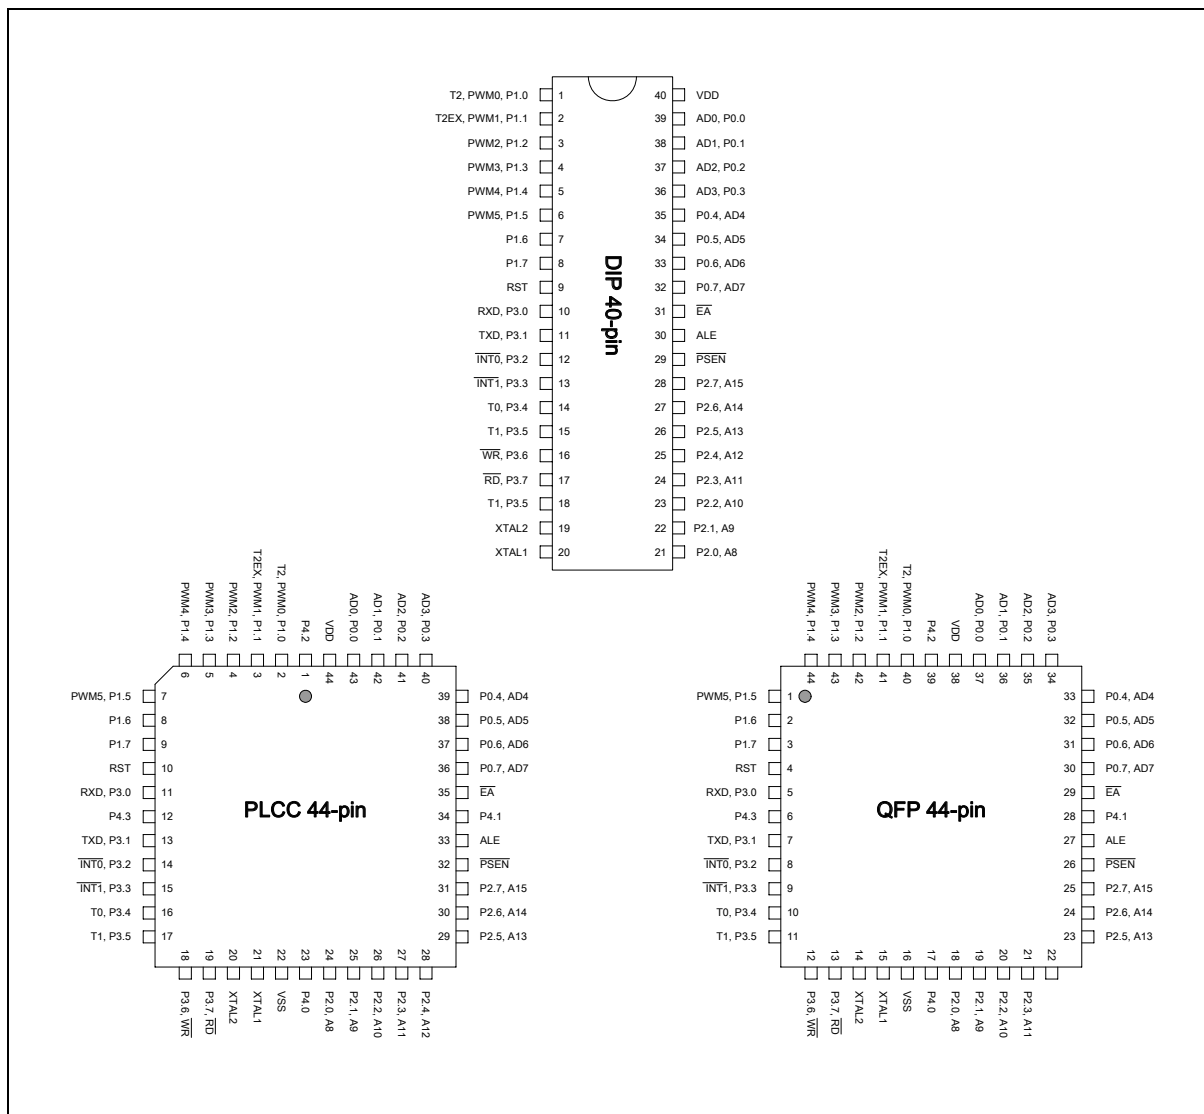 T2, PWM0, P1.0 1 40 VDD
T2EX, PWM1, P1.1 2 39 AD0, P0.0
PWM2, P1.2 3 38 AD1, P0.1
PWM3, P1.3 4 37 AD2, P0.2
PWM4, P1.4 5 36 AD3, P0.3
PWM5, P1.5 6 35 P0.4, AD4
P1.6 7 34 P0.5, AD5
P1.7 8 33 P0.6, AD6
RST 9 32 P0.7, AD7
RXD, P3.0 10 31 EA
TXD, P3.1 11 30 ALE
INT0, P3.2 12 29 PSEN
INT1, P3.3 13 28 P2.7, A15
T0, P3.4 14 27 P2.6, A14
T1, P3.5 15 26 P2.5, A13
WR, P3.6 16 25 P2.4, A12
RD, P3.7 17 24 P2.3, A11
T1, P3.5 18 23 P2.2, A10
XTAL2 19 22 P2.1, A9
XTAL1 20 21 P2.0, A8
DIP 40-pin
PWM4, P1.4
PWM3, P1.3
PWM2, P1.2
T2EX, PWM1, P1.1
T2, PWM0, P1.0
P4.2
VDD
AD0, P0.0
AD1, P0.1
AD2, P0.2
AD3, P0.3
6 5 4 3 2 1 44 43 42 41 40
PWM5, P1.5 7 39 P0.4, AD4
P1.6 8 38 P0.5, AD5
P1.7 9 37 P0.6, AD6
RST 10 36 P0.7, AD7
RXD, P3.0 11 35 EA
P4.3 12 34 P4.1
TXD, P3.1 13 33 ALE
INT0, P3.2 14 32 PSEN
INT1, P3.3 15 31 P2.7, A15
T0, P3.4 16 30 P2.6, A14
T1, P3.5 17 29 P2.5, A13
PLCC 44-pin
18 19 20 21 22 23 24 25 26 27 28
P3.6, WR
P3.7, RD
XTAL2
XTAL1
VSS
P4.0
P2.0, A8
P2.1, A9
P2.2, A10
P2.3, A11
P2.4, A12
PWM4, P1.4
PWM3, P1.3
PWM2, P1.2
T2EX, PWM1, P1.1
T2, PWM0, P1.0
P4.2
VDD
AD0, P0.0
AD1, P0.1
AD2, P0.2
AD3, P0.3
44 43 42 41 40 39 38 37 36 35 34
PWM5, P1.5 1 33 P0.4, AD4
P1.6 2 32 P0.5, AD5
P1.7 3 31 P0.6, AD6
RST 4 30 P0.7, AD7
RXD, P3.0 5 29 EA
P4.3 6 28 P4.1
TXD, P3.1 7 27 ALE
INT0, P3.2 8 26 PSEN
INT1, P3.3 9 25 P2.7, A15
T0, P3.4 10 24 P2.6, A14
T1, P3.5 11 23 P2.5, A13
QFP 44-pin
12 13 14 15 16 17 18 19 20 21 22
P3.6, WR
P3.7, RD
XTAL2
XTAL1
VSS
P4.0
P2.0, A8
P2.1, A9
P2.2, A10
P2.3, A11